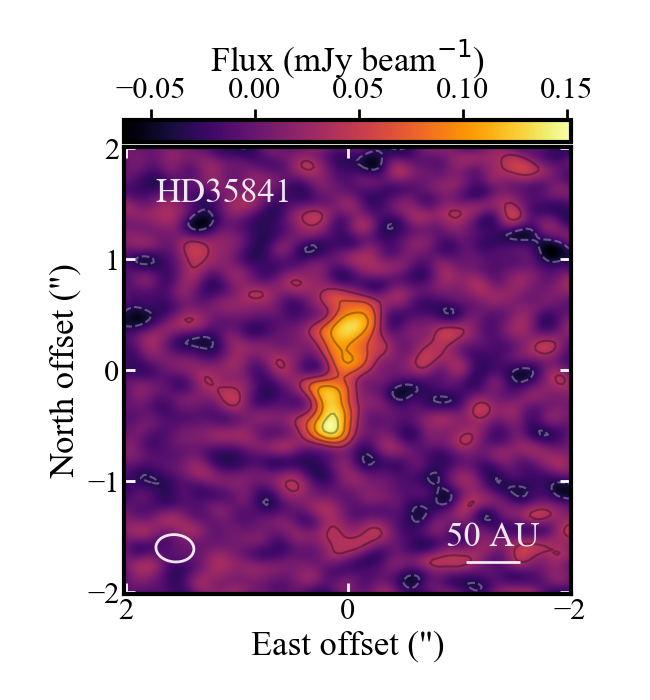 Flux (mJy beam⁻¹)
−0.05 0.00 0.05 0.10 0.15
HD35841
2
1
0
−1
−2
North offset (")
50 AU
2 0 −2
East offset (")